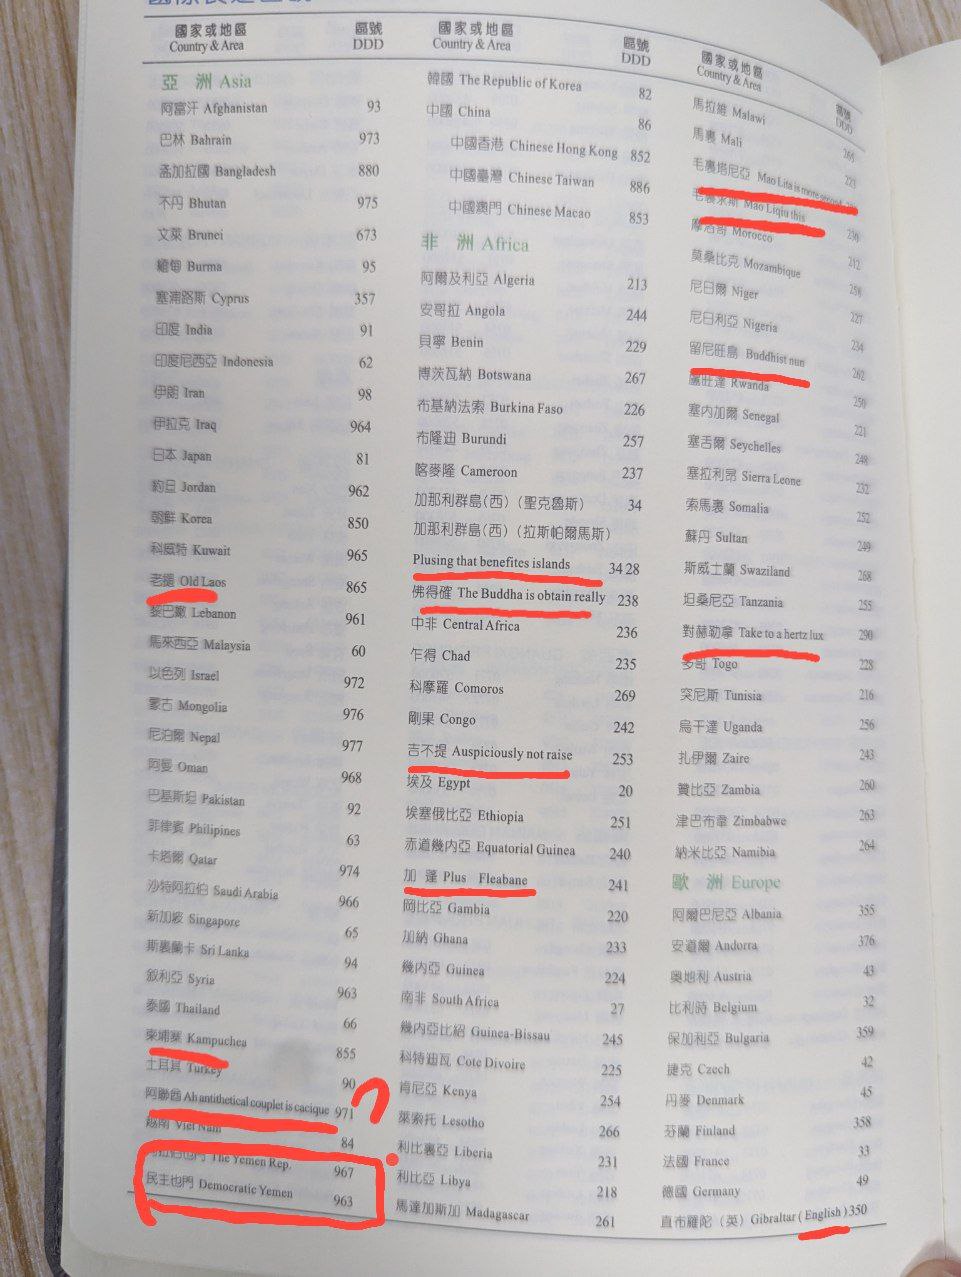 國家或地區 區號
Country & Area DDD
亞 洲 Asia
阿富汗 Afghanistan 93
巴林 Bahrain 973
孟加拉國 Bangladesh 880
不丹 Bhutan 975
文萊 Brunei 673
緬甸 Burma 95
塞浦路斯 Cyprus 357
印度 India 91
印度尼西亞 Indonesia 62
伊朗 Iran 98
伊拉克 Iraq 964
日本 Japan 81
約旦 Jordan 962
朝鮮 Korea 850
科威特 Kuwait 965
老撾 Old Laos 865
黎巴嫩 Lebanon 961
馬來西亞 Malaysia 60
以色列 Israel 972
蒙古 Mongolia 976
尼泊爾 Nepal 977
阿曼 Oman 968
巴基斯坦 Pakistan 92
菲律賓 Philipines 63
卡塔爾 Qatar 974
沙特阿拉伯 Saudi Arabia 966
新加坡 Singapore 65
斯裏蘭卡 Sri Lanka 94
叙利亞 Syria 963
泰國 Thailand 66
柬埔寨 Kampuchea 855
土耳其 Turkey 90
阿聯酋 Ah antithetical couplet is cacique 971
越南 Viet Nam 84
The Yemen Rep. 967
民主也門 Democratic Yemen 963
國家或地區 區號
Country & Area DDD
韓國 The Republic of Korea 82
中國 China 86
中國香港 Chinese Hong Kong 852
中國臺灣 Chinese Taiwan 886
中國澳門 Chinese Macao 853
非 洲 Africa
阿爾及利亞 Algeria 213
安哥拉 Angola 244
貝寧 Benin 229
博茨瓦納 Botswana 267
布基納法索 Burkina Faso 226
布隆迪 Burundi 257
喀麥隆 Cameroon 237
加那利群島(西)(聖克魯斯) 34
加那利群島(西)(拉斯帕爾馬斯)
Plusing that benefites islands 34 28
佛得確 The Buddha is obtain really 238
中非 Central Africa 236
乍得 Chad 235
科摩羅 Comoros 269
剛果 Congo 242
吉不提 Auspiciously not raise 253
埃及 Egypt 20
埃塞俄比亞 Ethiopia 251
赤道幾内亞 Equatorial Guinea 240
加 蓬 Plus Fleabane 241
岡比亞 Gambia 220
加納 Ghana 233
幾内亞 Guinea 224
南非 South Africa 27
幾内亞比紹 Guinea-Bissau 245
科特迪瓦 Cote Divoire 225
肯尼亞 Kenya 254
萊索托 Lesotho 266
利比裏亞 Liberia 231
利比亞 Libya 218
馬達加斯加 Madagascar 261
國家或地區 區號
Country & Area DDD
馬拉維 Malawi 265
馬裏 Mali 223
毛裏塔尼亞 Mao Lita is more
毛裏求斯 Mao Liqiu this 230
摩洛哥 Morocco 212
莫桑比克 Mozambique 258
尼日爾 Niger 227
尼日利亞 Nigeria 234
留尼旺島 Buddhist nun 262
盧旺達 Rwanda 250
塞内加爾 Senegal 221
塞舌爾 Seychelles 248
塞拉利昂 Sierra Leone 232
索馬裏 Somalia 252
蘇丹 Sultan 249
斯威士蘭 Swaziland 268
坦桑尼亞 Tanzania 255
對赫勒拿 Take to a hertz lux 290
多哥 Togo 228
突尼斯 Tunisia 216
烏干達 Uganda 256
扎伊爾 Zaire 243
贊比亞 Zambia 260
津巴布韋 Zimbabwe 263
納米比亞 Namibia 264
歐 洲 Europe
阿爾巴尼亞 Albania 355
安道爾 Andorra 376
奥地利 Austria 43
比利時 Belgium 32
保加利亞 Bulgaria 359
捷克 Czech 42
丹麥 Denmark 45
芬蘭 Finland 358
法國 France 33
德國 Germany 49
直布羅陀(英) Gibraltar ( English ) 350
?